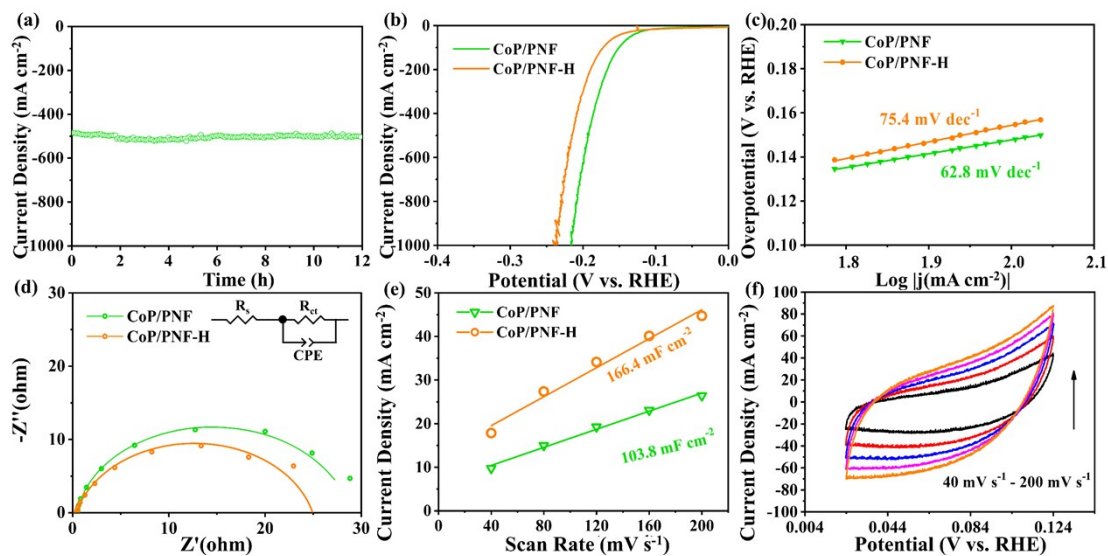 (a)
0
-200
-400
-600
-800
1000
0 2 4 6 8 10 12
Time (h)
Current Density (mA cm⁻²)
(b)
0
-200
-400
-600
-800
1000
-0.4 -0.3 -0.2 -0.1 0.0
Potential (V vs. RHE)
Current Density (mA cm⁻²)
CoP/PNF
CoP/PNF-H
(c)
0.20
0.18
0.16
0.14
0.12
0.10
1.8 1.9 2.0 2.1
Log |j(mA cm⁻²)|
Overpotential (V vs. RHE)
CoP/PNF
CoP/PNF-H
75.4 mV dec⁻¹
62.8 mV dec⁻¹
(d)
30
20
10
0
0 10 20 30
Z'(ohm)
-Z''(ohm)
CoP/PNF
CoP/PNF-H
Rs
Rct
CPE
(e)
50
40
30
20
10
0
40 80 120 160 200
Scan Rate (mV s⁻¹)
Current Density (mA cm⁻²)
CoP/PNF
CoP/PNF-H
166.4 mF cm⁻²
103.8 mF cm⁻²
(f)
80
60
40
20
0
-20
-40
-60
-80
-100
0.004 0.044 0.084 0.124
Potential (V vs. RHE)
Current Density (mA cm⁻²)
40 mV s⁻¹ - 200 mV s⁻¹